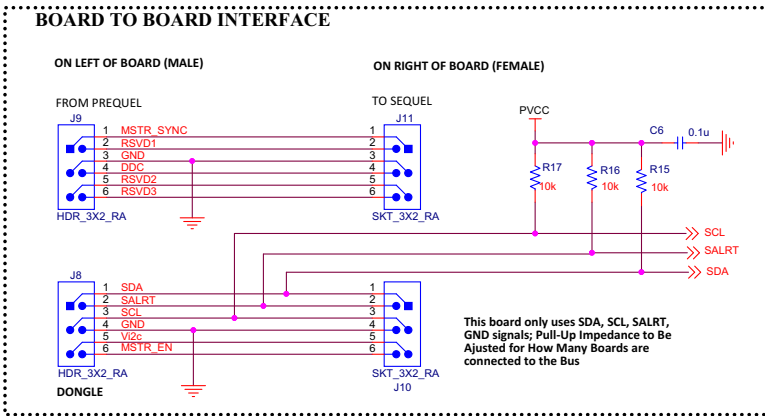 BOARD TO BOARD INTERFACE
ON LEFT OF BOARD (MALE)
ON RIGHT OF BOARD (FEMALE)
FROM PREQUEL
TO SEQUEL
J9
J11
1 MSTR_SYNC 1
2 RSVD1 2
3 GND 3
4 DDC 4
5 RSVD2 5
6 RSVD3 6
HDR_3X2_RA
SKT_3X2_RA
PVCC
C6
0.1u
R17
10k
R16
10k
R15
10k
SCL
SALRT
SDA
J8
1 SDA 1
2 SALRT 2
3 SCL 3
4 GND 4
5 Vi2c 5
6 MSTR_EN 6
HDR_3X2_RA
SKT_3X2_RA
DONGLE
J10
This board only uses SDA, SCL, SALRT,
GND signals; Pull-Up Impedance to Be
Ajusted for How Many Boards are
connected to the Bus